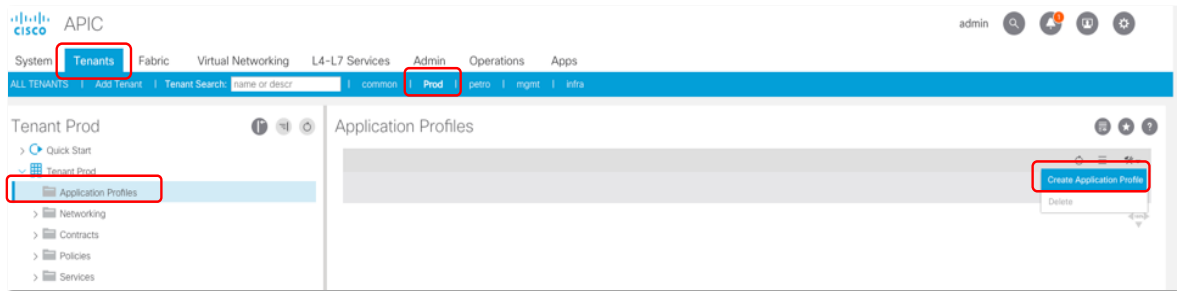 cisco APIC admin 1
System Tenants Fabric Virtual Networking L4-L7 Services Admin Operations Apps
ALL TENANTS | Add Tenant | Tenant Search: name or descr | common | Prod | petro | mgmt | infra
Tenant Prod
Quick Start
Tenant Prod
Application Profiles
Networking
Contracts
Policies
Services
Application Profiles
Create Application Profile
Delete